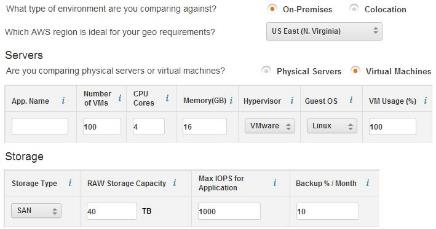 What type of environment are you comparing against? On-Premises Colocation
Which AWS region is ideal for your geo requirements? US East (N. Virginia)
Servers
Are you comparing physical servers or virtual machines? Physical Servers Virtual Machines
App. Name i Number of VMs i CPU Cores i Memory(GB) i Hypervisor i Guest OS i VM Usage (%) i
100 4 16 VMware Linux 100
Storage
Storage Type i RAW Storage Capacity i Max IOPS for Application i Backup % / Month i
SAN 40 TB 1000 10